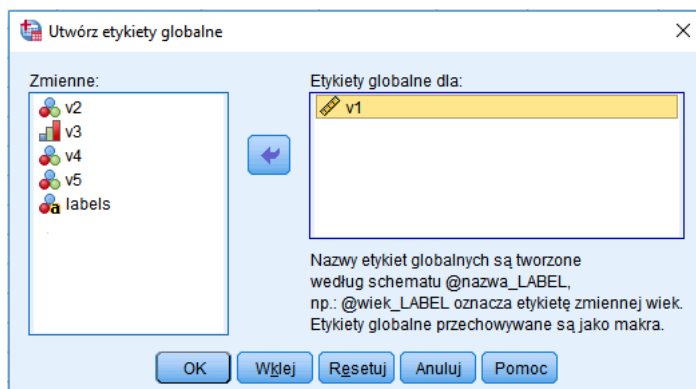 Utwórz etykiety globalne
Zmienne:
v2
v3
v4
v5
labels
Etykiety globalne dla:
v1
Nazwy etykiet globalnych są tworzone
według schematu @nazwa_LABEL,
np.: @wiek_LABEL oznacza etykietę zmiennej wiek.
Etykiety globalne przechowywane są jako makra.
OK
Wklej
Resetuj
Anuluj
Pomoc